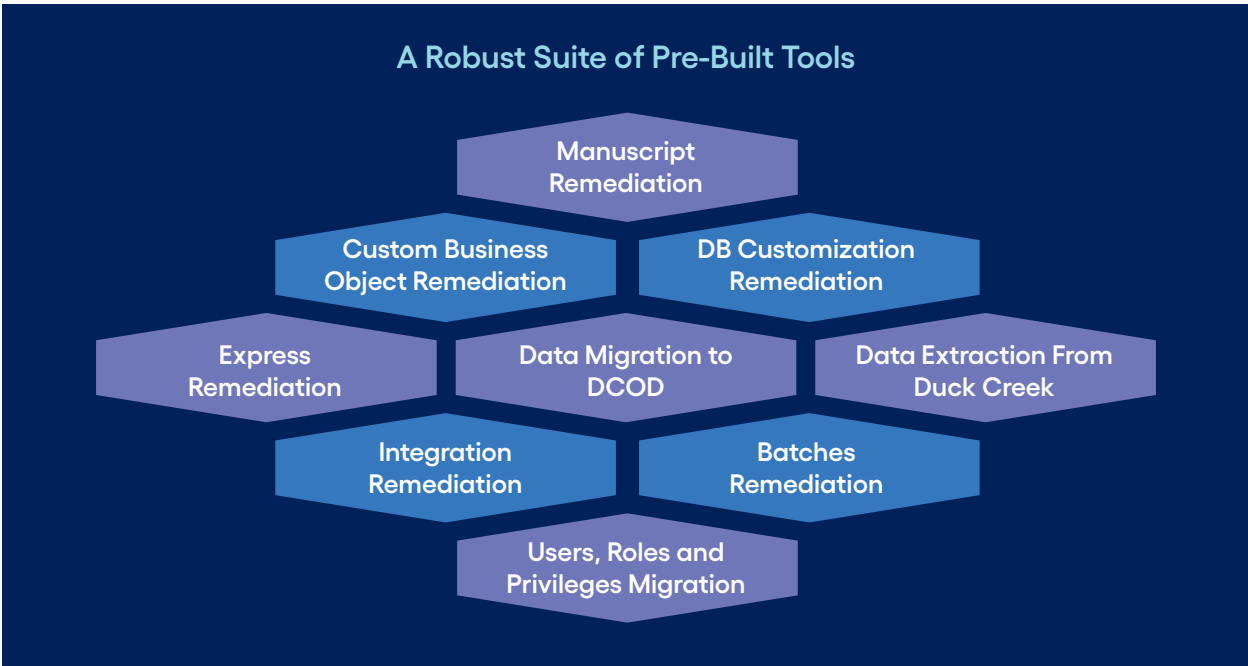 A Robust Suite of Pre-Built Tools
Manuscript
Remediation
Custom Business
Object Remediation
DB Customization
Remediation
Express
Remediation
Data Migration to
DCOD
Data Extraction From
Duck Creek
Integration
Remediation
Batches
Remediation
Users, Roles and
Privileges Migration